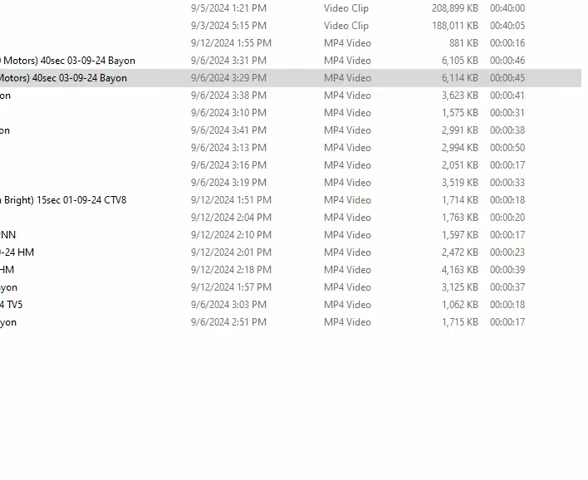 9/5/2024 1:21 PM Video Clip 208,899 KB 00:40:00
9/3/2024 5:15 PM Video Clip 188,011 KB 00:40:05
9/12/2024 1:55 PM MP4 Video 881 KB 00:00:16
Motors) 40sec 03-09-24 Bayon 9/6/2024 3:31 PM MP4 Video 6,105 KB 00:00:46
Motors) 40sec 03-09-24 Bayon 9/6/2024 3:29 PM MP4 Video 6,114 KB 00:00:45
on 9/6/2024 3:38 PM MP4 Video 3,623 KB 00:00:41
9/6/2024 3:10 PM MP4 Video 1,575 KB 00:00:31
on 9/6/2024 3:41 PM MP4 Video 2,991 KB 00:00:38
9/6/2024 3:13 PM MP4 Video 2,994 KB 00:00:50
9/6/2024 3:16 PM MP4 Video 2,051 KB 00:00:17
9/6/2024 3:19 PM MP4 Video 3,519 KB 00:00:33
Bright) 15sec 01-09-24 CTV8 9/12/2024 1:51 PM MP4 Video 1,714 KB 00:00:18
9/12/2024 2:04 PM MP4 Video 1,763 KB 00:00:20
PNN 9/12/2024 2:10 PM MP4 Video 1,597 KB 00:00:17
-24 HM 9/12/2024 2:01 PM MP4 Video 2,472 KB 00:00:23
HM 9/12/2024 2:18 PM MP4 Video 4,163 KB 00:00:39
ayon 9/12/2024 1:57 PM MP4 Video 3,125 KB 00:00:37
4 TV5 9/6/2024 3:03 PM MP4 Video 1,062 KB 00:00:18
yon 9/6/2024 2:51 PM MP4 Video 1,715 KB 00:00:17